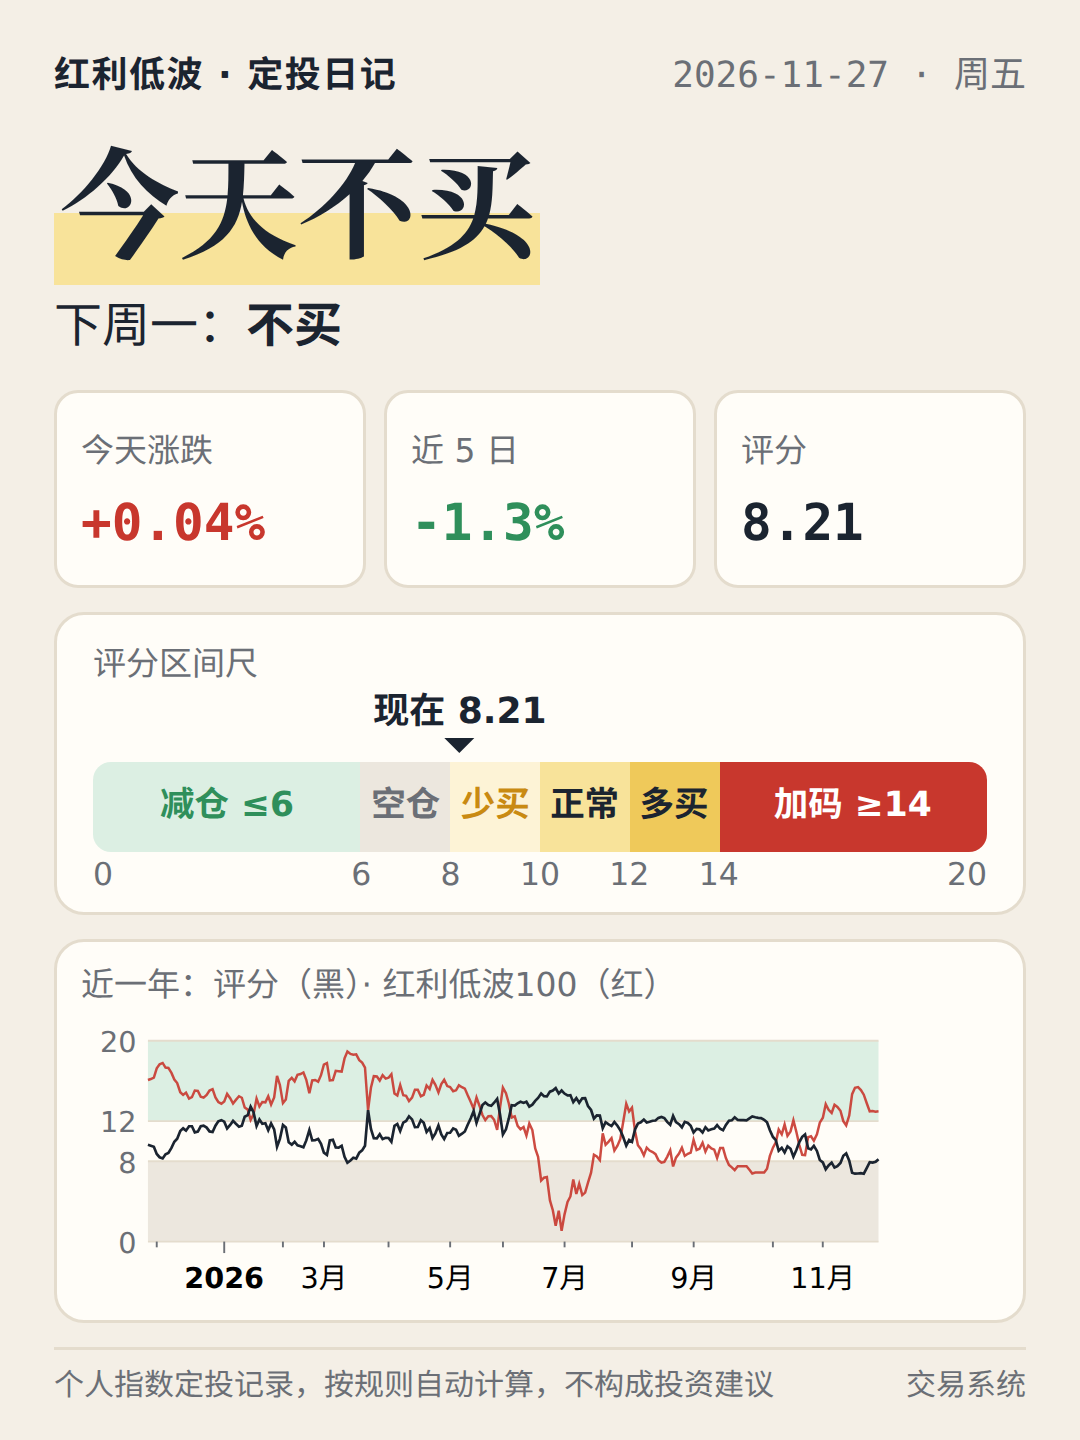 红利低波 · 定投日记
2026-11-27 · 周五
今天不买
下周一：不买
今天涨跌
+0.04%
近 5 日
-1.3%
评分
8.21
评分区间尺
现在 8.21
减仓 ≤6 空仓 少买 正常 多买 加码 ≥14
0 6 8 10 12 14 20
近一年：评分（黑）· 红利低波100（红）
20
12
8
0
2026 3月 5月 7月 9月 11月
个人指数定投记录，按规则自动计算，不构成投资建议
交易系统